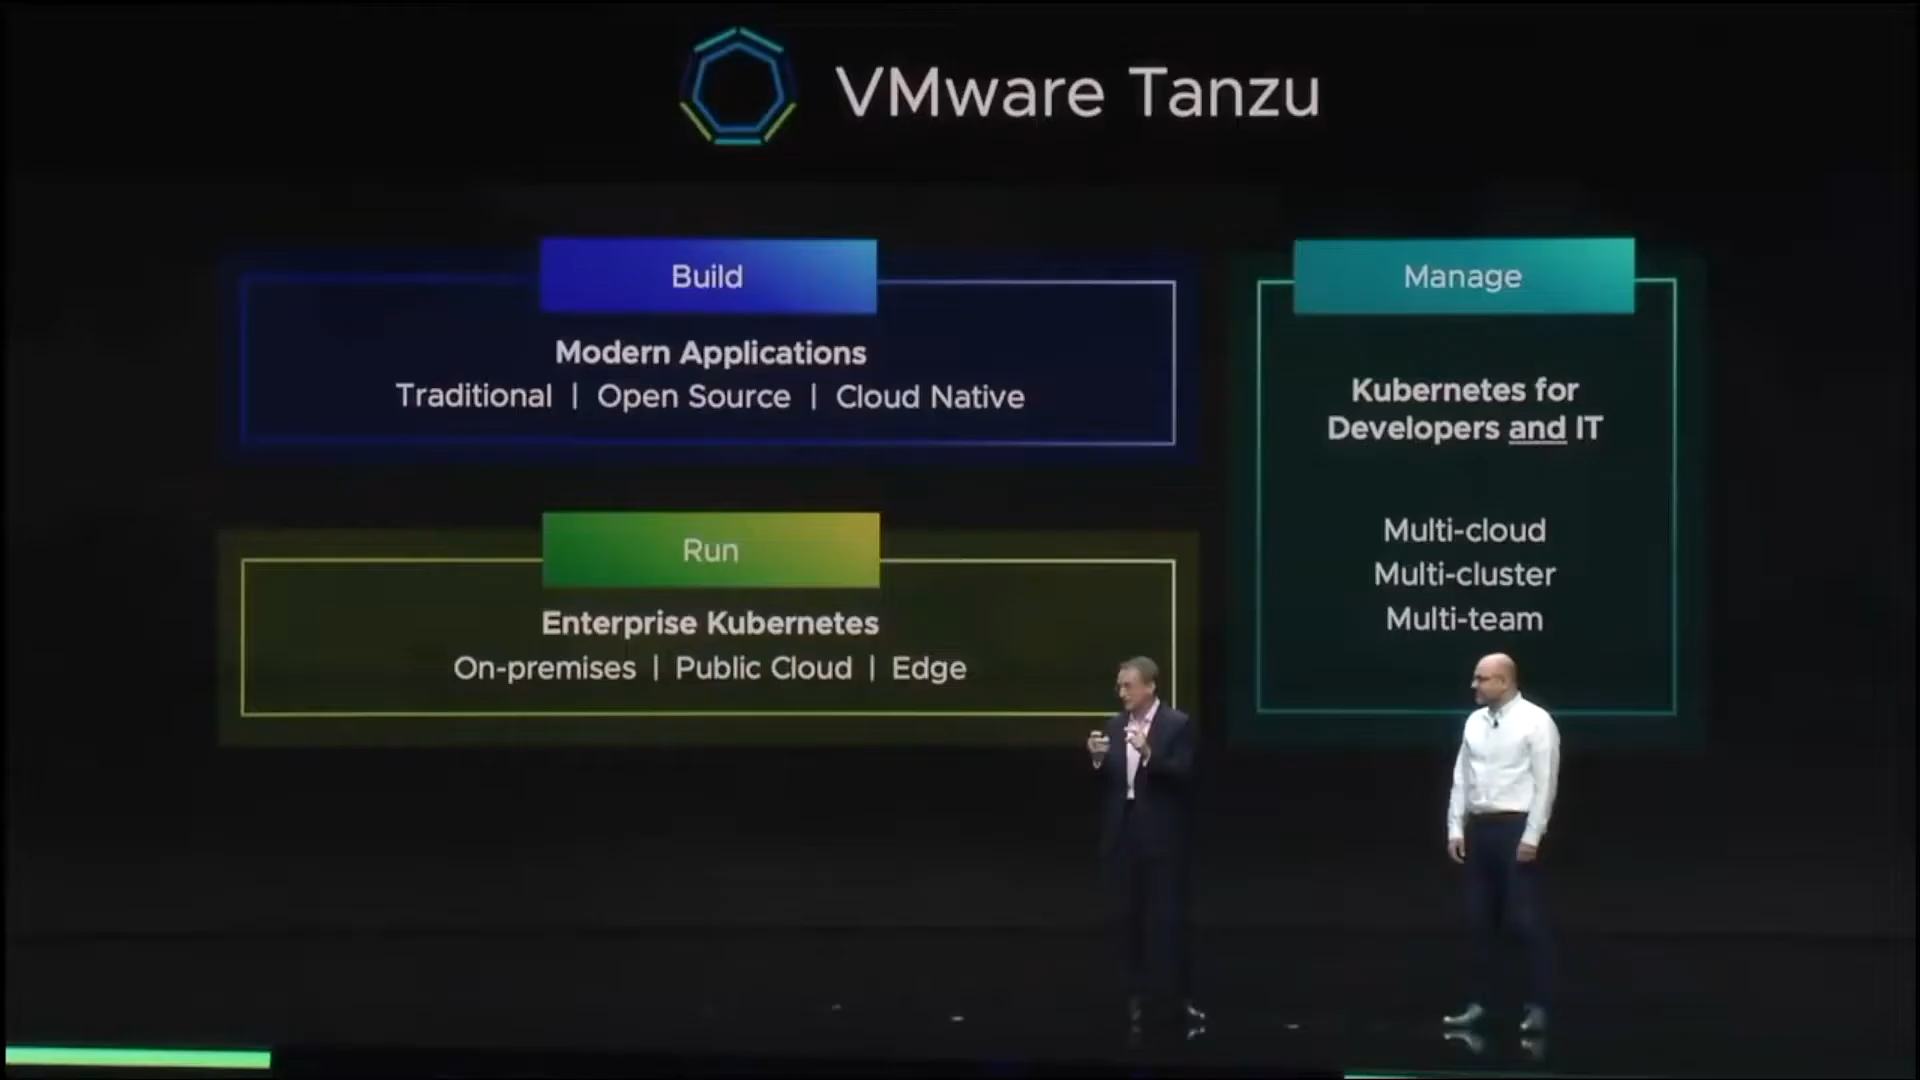 VMware Tanzu
Build
Modern Applications
Traditional | Open Source | Cloud Native
Run
Enterprise Kubernetes
On-premises | Public Cloud | Edge
Manage
Kubernetes for
Developers and IT
Multi-cloud
Multi-cluster
Multi-team